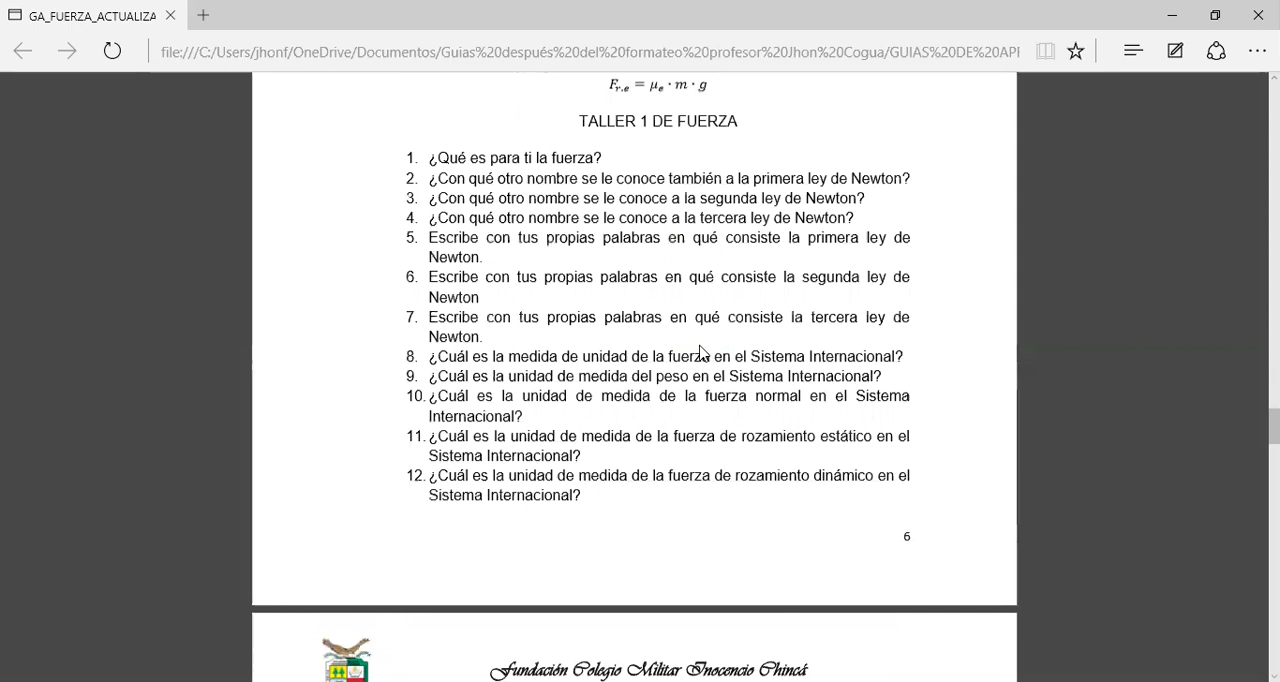 GA_FUERZA_ACTUALIZA
file:///C:/Users/jhonf/OneDrive/Documentos/Guias%20después%20del%20formateo%20profesor%20Jhon%20Cogua/GUIAS%20DE%20API
F_{r.e} = μ_e · m · g
TALLER 1 DE FUERZA
1. ¿Qué es para ti la fuerza?
2. ¿Con qué otro nombre se le conoce también a la primera ley de Newton?
3. ¿Con qué otro nombre se le conoce a la segunda ley de Newton?
4. ¿Con qué otro nombre se le conoce a la tercera ley de Newton?
5. Escribe con tus propias palabras en qué consiste la primera ley de
Newton.
6. Escribe con tus propias palabras en qué consiste la segunda ley de
Newton
7. Escribe con tus propias palabras en qué consiste la tercera ley de
Newton.
8. ¿Cuál es la medida de unidad de la fuerza en el Sistema Internacional?
9. ¿Cuál es la unidad de medida del peso en el Sistema Internacional?
10. ¿Cuál es la unidad de medida de la fuerza normal en el Sistema
Internacional?
11. ¿Cuál es la unidad de medida de la fuerza de rozamiento estático en el
Sistema Internacional?
12. ¿Cuál es la unidad de medida de la fuerza de rozamiento dinámico en el
Sistema Internacional?
6
Fundación Colegio Militar Inocencio Chincá